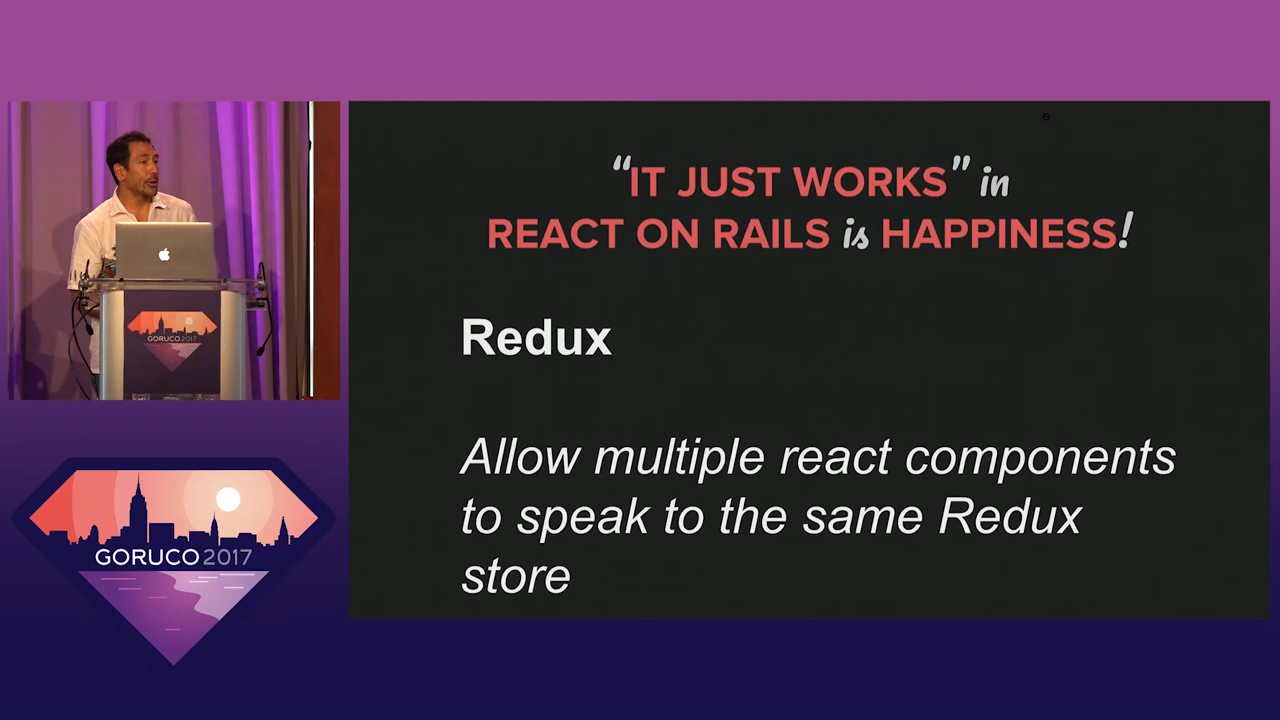 e
“IT JUST WORKS” in
REACT ON RAILS is HAPPINESS!
Redux
Allow multiple react components
to speak to the same Redux
store
GORUCO 2017
GORUCO 2017